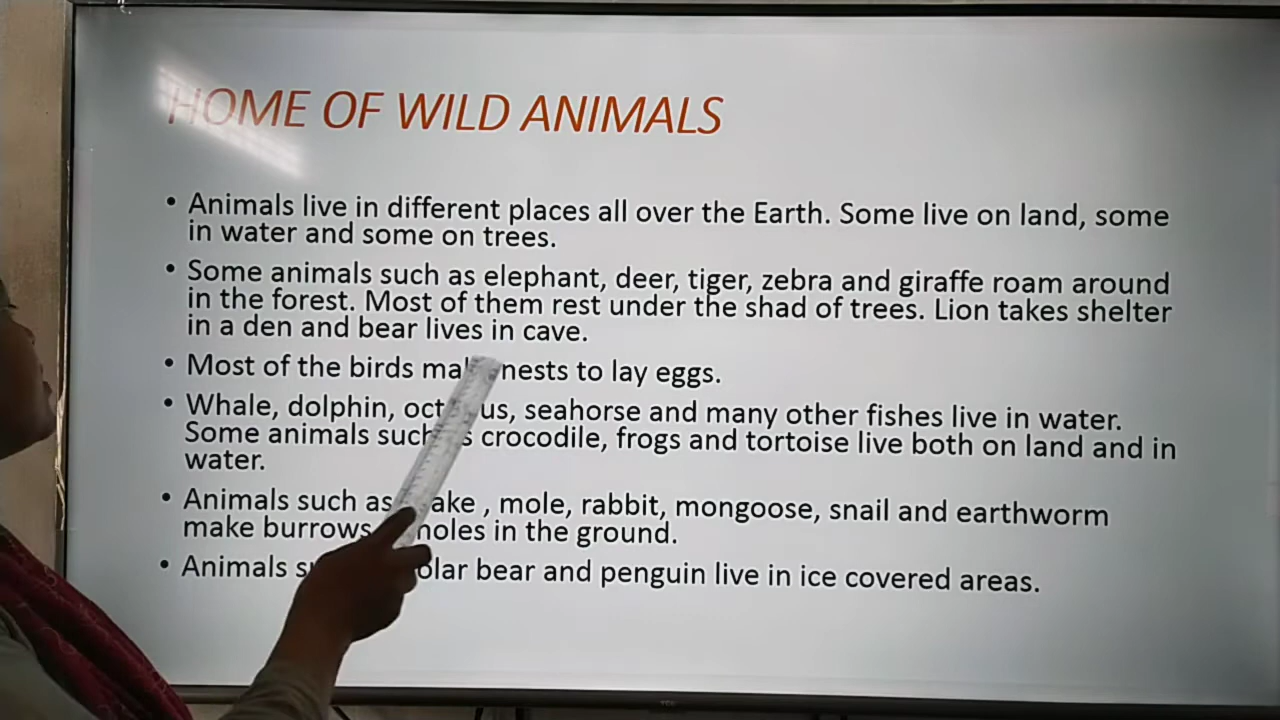 HOME OF WILD ANIMALS
• Animals live in different places all over the Earth. Some live on land, some
in water and some on trees.
• Some animals such as elephant, deer, tiger, zebra and giraffe roam around
in the forest. Most of them rest under the shad of trees. Lion takes shelter
in a den and bear lives in cave.
• Most of the birds nests to lay eggs.
• Whale, dolphin, seahorse and many other fishes live in water.
Some animals such crocodile, frogs and tortoise live both on land and in
water.
• Animals such as , mole, rabbit, mongoose, snail and earthworm
make burrows holes in the ground.
• Animals bear and penguin live in ice covered areas.
TCL